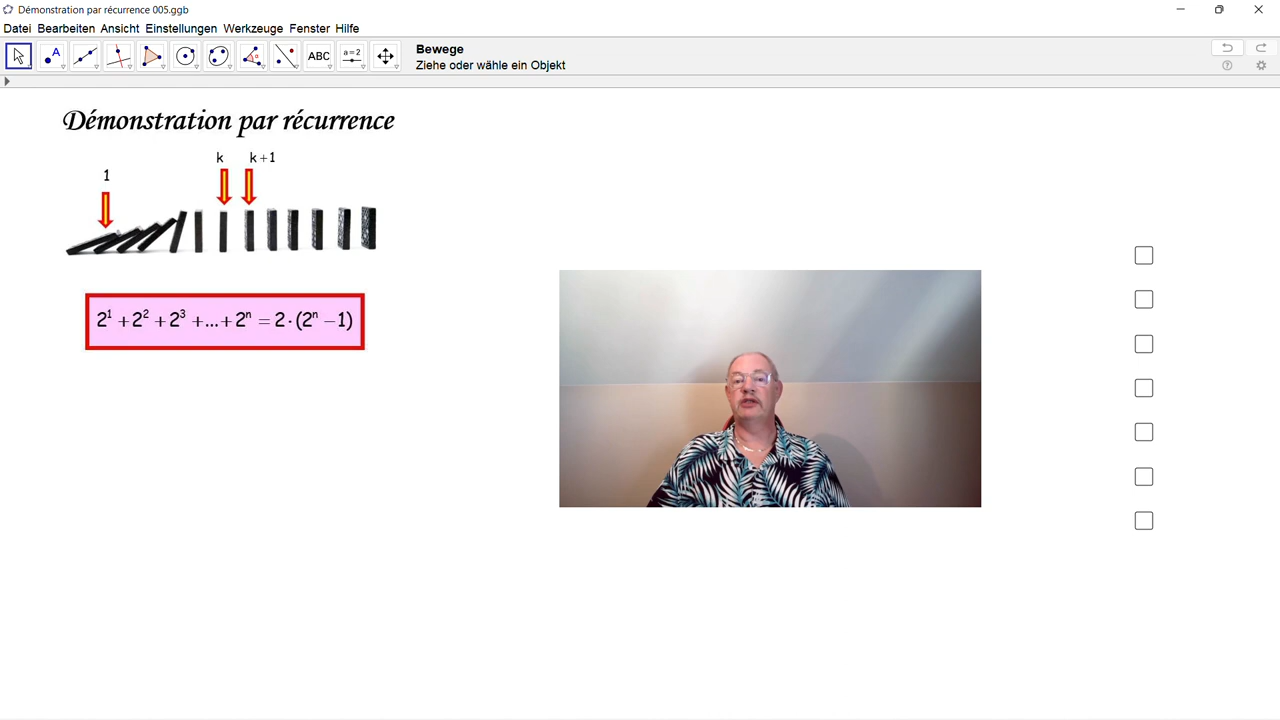 Démonstration par récurrence 005.ggb
Datei Bearbeiten Ansicht Einstellungen Werkzeuge Fenster Hilfe
A
ABC
a=2
Bewege
Ziehe oder wähle ein Objekt
Démonstration par récurrence
k k+1
1
2¹+2²+2³+...+2ⁿ=2·(2ⁿ−1)